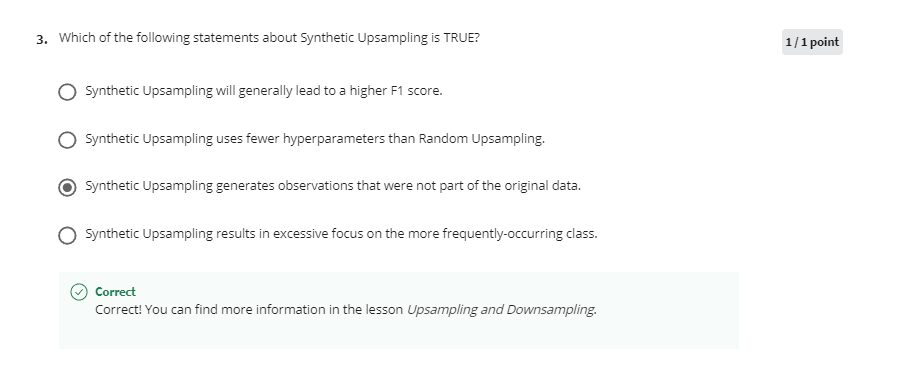 3. Which of the following statements about Synthetic Upsampling is TRUE?
1 / 1 point
Synthetic Upsampling will generally lead to a higher F1 score.
Synthetic Upsampling uses fewer hyperparameters than Random Upsampling.
Synthetic Upsampling generates observations that were not part of the original data.
Synthetic Upsampling results in excessive focus on the more frequently-occurring class.
Correct
Correct! You can find more information in the lesson Upsampling and Downsampling.